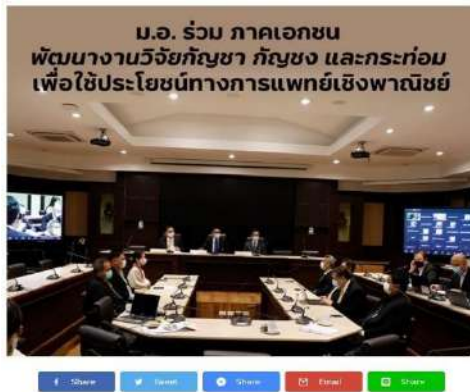 ม.อ. ร่วม ภาคเอกชน
พัฒนางานวิจัยกัญชา กัญชง และกระท่อม
เพื่อใช้ประโยชน์ทางการแพทย์เชิงพาณิชย์
Share
Tweet
Share
Email
Share